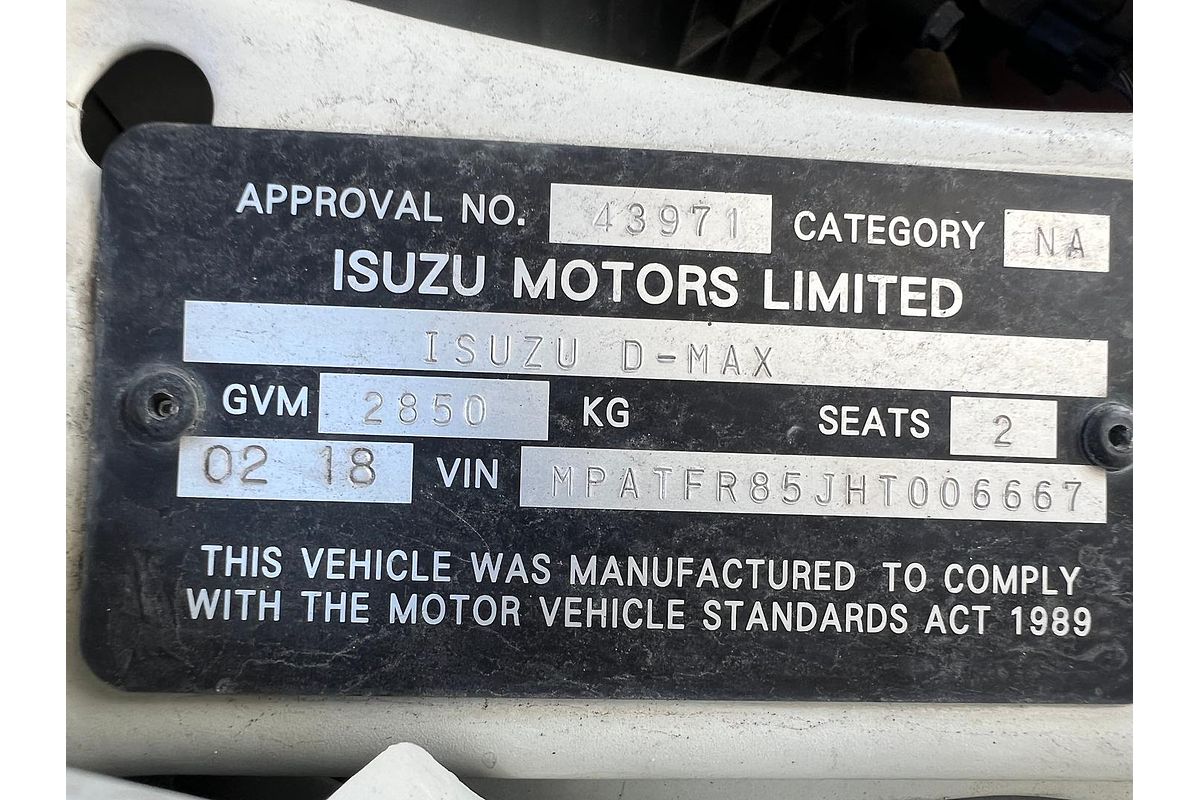 APPROVAL NO. 43971 CATEGORY NA
ISUZU MOTORS LIMITED
ISUZU D-MAX
GVM 2850 KG SEATS 2
02 18 VIN MPATFR85JHT006667
THIS VEHICLE WAS MANUFACTURED TO COMPLY
WITH THE MOTOR VEHICLE STANDARDS ACT 1989